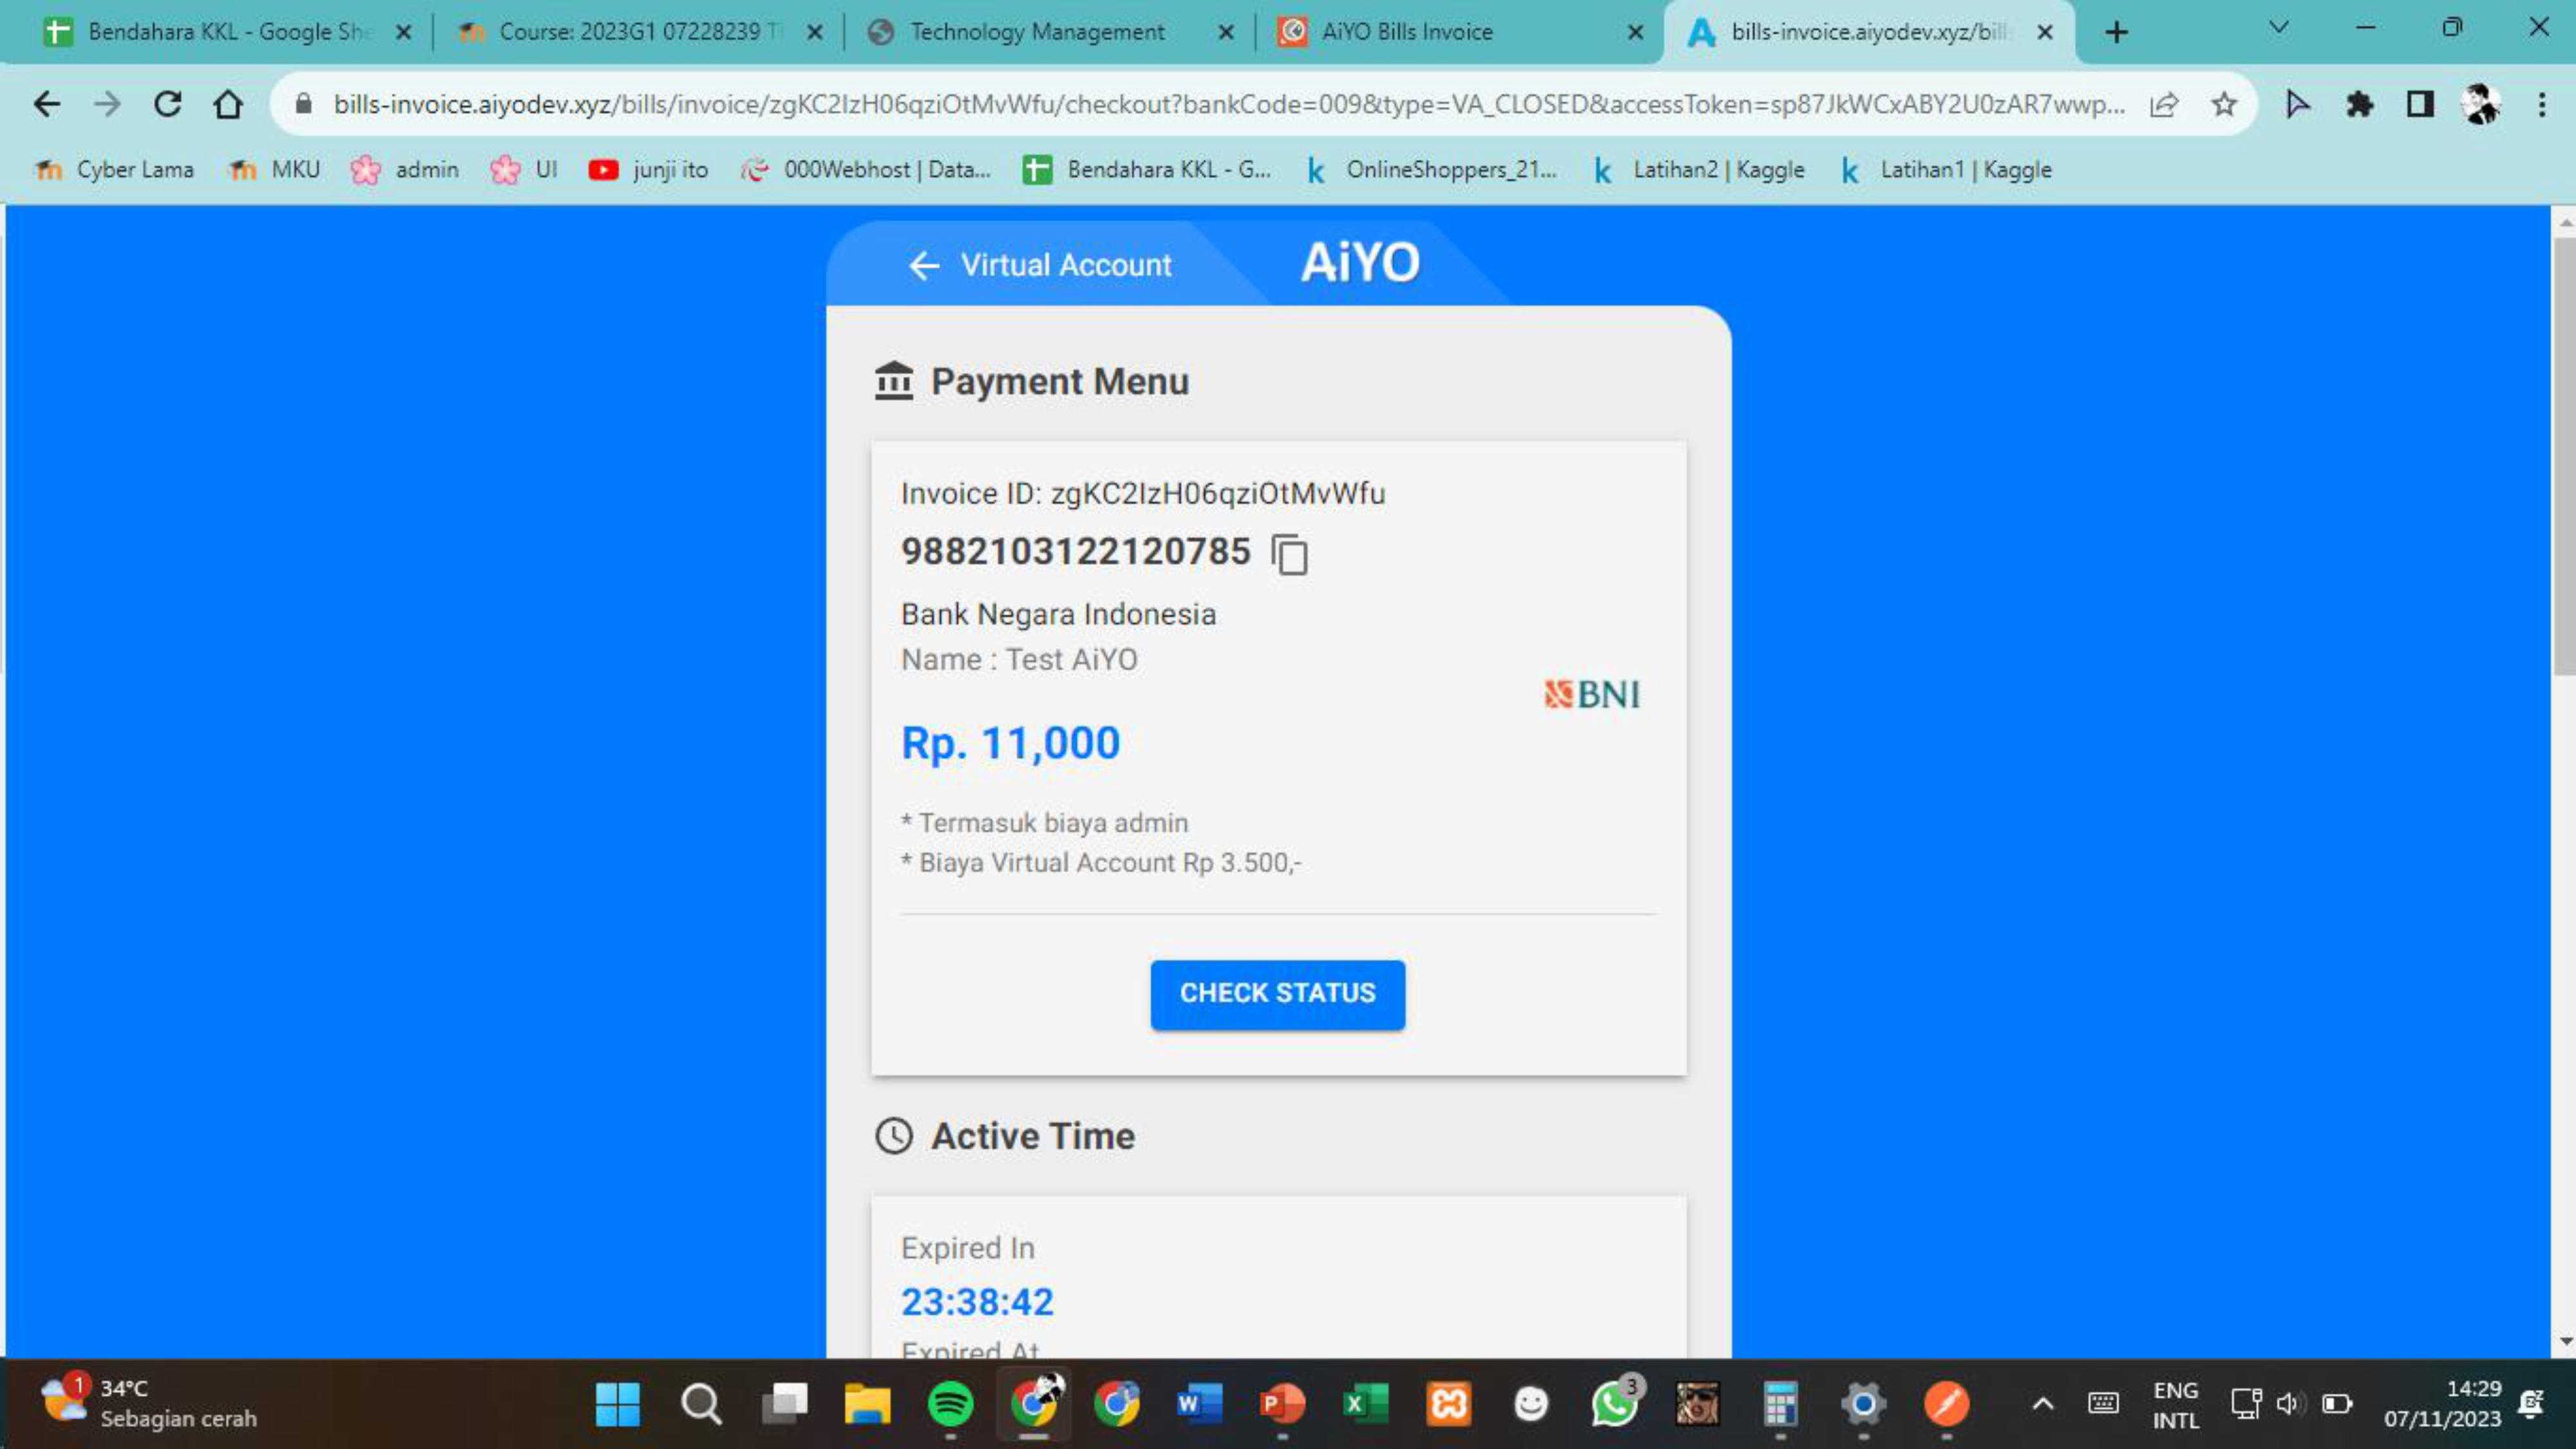 Bendahara KKL - Google She
Course: 2023G1 07228239 T
Technology Management
AiYO Bills Invoice
bills-invoice.aiyodev.xyz/bill
bills-invoice.aiyodev.xyz/bills/invoice/zgKC2IzH06qziOtMvWfu/checkout?bankCode=009&type=VA_CLOSED&accessToken=sp87JkWCxABY2U0zAR7wwp...
Cyber Lama
MKU
admin
UI
junji ito
000Webhost | Data...
Bendahara KKL - G...
OnlineShoppers_21...
Latihan2 | Kaggle
Latihan1 | Kaggle
Virtual Account
AiYO
Payment Menu
Invoice ID: zgKC2IzH06qziOtMvWfu
9882103122120785
Bank Negara Indonesia
Name : Test AiYO
BNI
Rp. 11,000
* Termasuk biaya admin
* Biaya Virtual Account Rp 3.500,-
CHECK STATUS
Active Time
Expired In
23:38:42
Expired At
1
34°C
Sebagian cerah
3
ENG
INTL
14:29
07/11/2023